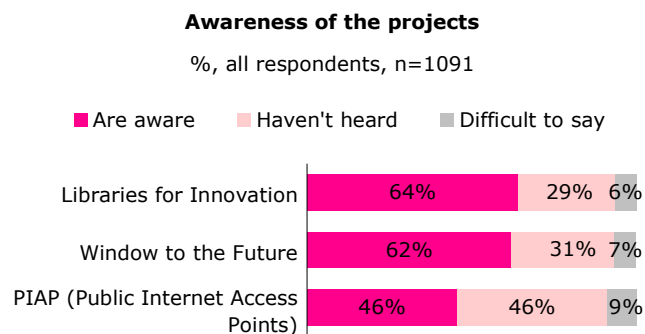 Awareness of the projects
%, all respondents, n=1091
Are aware Haven't heard Difficult to say
Libraries for Innovation 64% 29% 6%
Window to the Future 62% 31% 7%
PIAP (Public Internet Access
Points) 46% 46% 9%